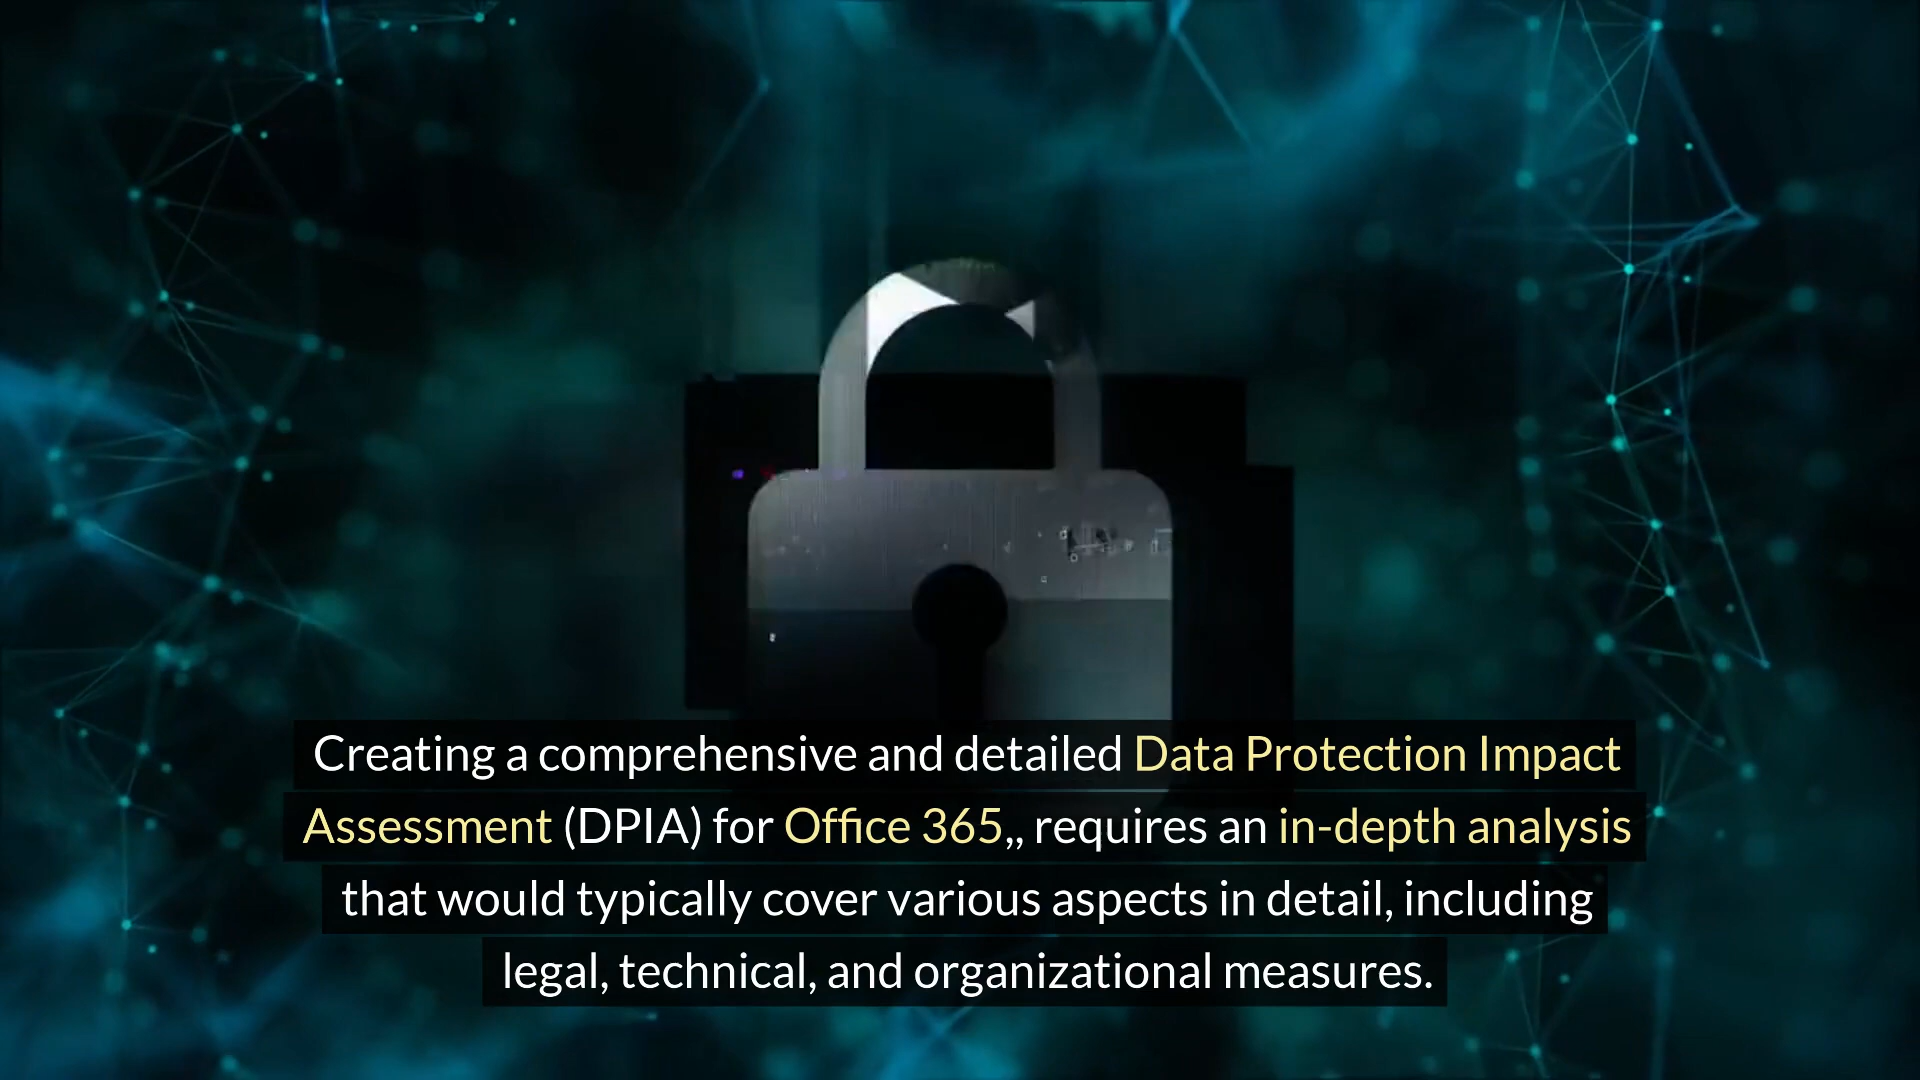 Creating a comprehensive and detailed Data Protection Impact
Assessment (DPIA) for Office 365,, requires an in-depth analysis
that would typically cover various aspects in detail, including
legal, technical, and organizational measures.